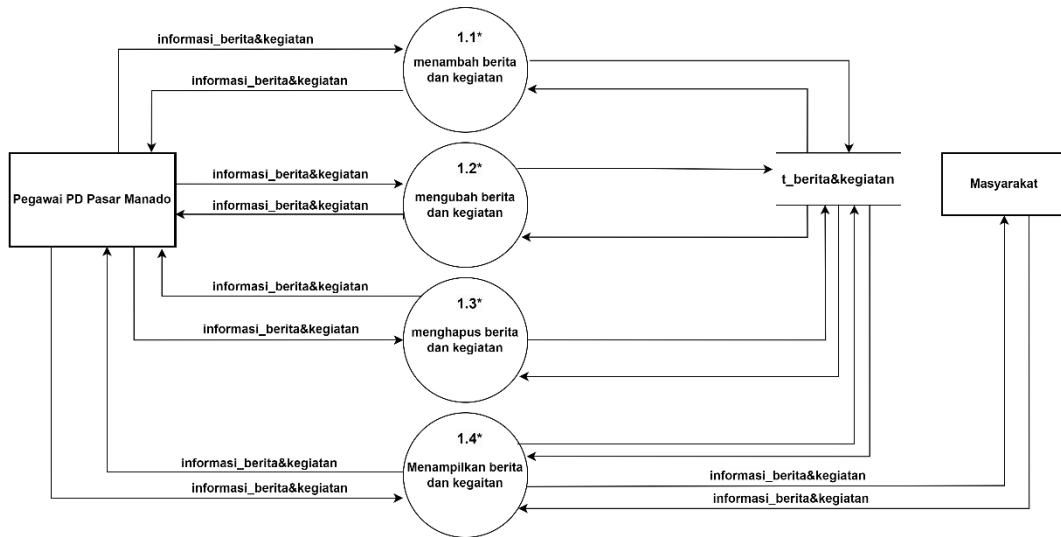 informasi_berita&kegiatan
1.1*
menambah berita
dan kegiatan
informasi_berita&kegiatan
Pegawai PD Pasar Manado
informasi_berita&kegiatan
informasi_berita&kegiatan
1.2*
mengubah berita
dan kegiatan
t_berita&kegiatan
Masyarakat
informasi_berita&kegiatan
informasi_berita&kegiatan
1.3*
menghapus berita
dan kegiatan
1.4*
Menampilkan berita
dan kegaitan
informasi_berita&kegiatan
informasi_berita&kegiatan
informasi_berita&kegiatan
informasi_berita&kegiatan